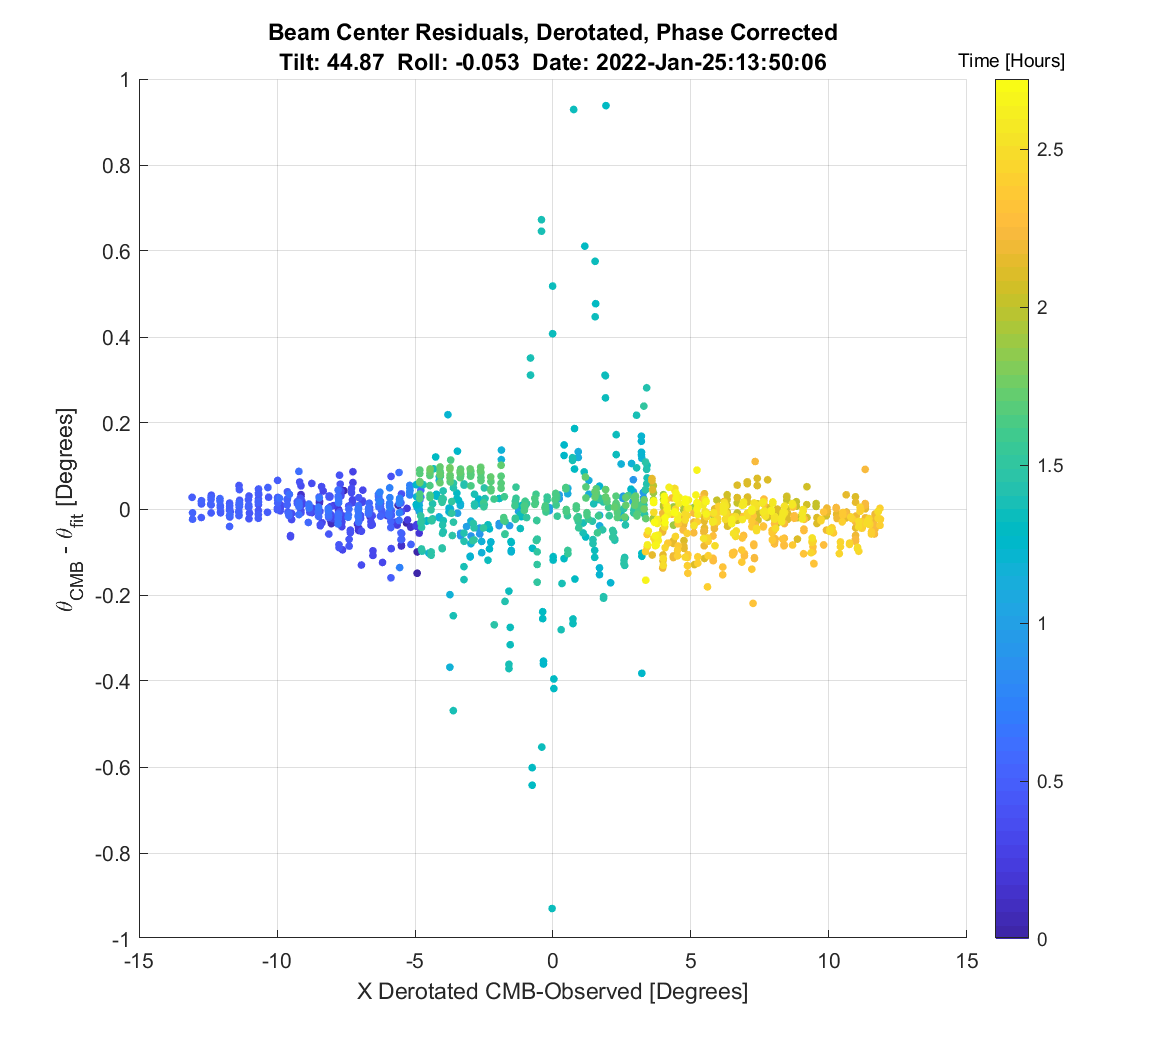 Beam Center Residuals, Derotated, Phase Corrected
Tilt: 44.87 Roll: -0.053 Date: 2022-Jan-25:13:50:06
Time [Hours]
1
0.8
0.6
0.4
0.2
0
-0.2
-0.4
-0.6
-0.8
-1
θCMB - θfit [Degrees]
2.5
2
1.5
1
0.5
0
-15 -10 -5 0 5 10 15
X Derotated CMB-Observed [Degrees]